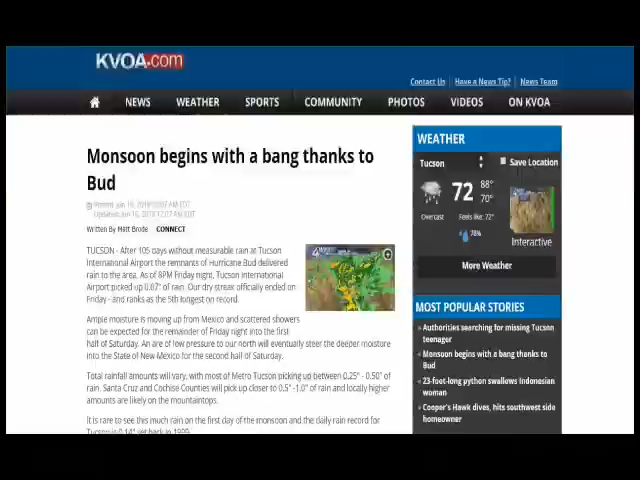 KVOA.com
Contact Us Have a News Tip? News Team
NEWS WEATHER SPORTS COMMUNITY PHOTOS VIDEOS ON KVOA
Monsoon begins with a bang thanks to
Bud
Written By Matt Brode CONNECT
TUCSON - After 105 days without measurable rain at Tucson
International Airport the remnants of Hurricane Bud delivered
rain to the area. As of 8PM Friday night, Tucson International
Airport picked up 0.07" of rain. Our dry streak officially ended on
Friday - and ranks as the 5th longest on record.
Ample moisture is moving up from Mexico and scattered showers
can be expected for the remainder of Friday night into the first
half of Saturday. An are of low pressure to our north will eventually steer the deeper moisture
into the State of New Mexico for the second half of Saturday.
Total rainfall amounts will vary, with most of Metro Tucson picking up between 0.25" - 0.50" of
rain. Santa Cruz and Cochise Counties will pick up closer to 0.5" -1.0" of rain and locally higher
amounts are likely on the mountaintops.
It is rare to see this much rain on the first day of the monsoon and the daily rain record for
Tucson is 0.14" set back in 1999.
WEATHER
Tucson Save Location
72 88°
70°
Overcast Feels like: 72°
78%
Interactive
More Weather
MOST POPULAR STORIES
Authorities searching for missing Tucson
teenager
Monsoon begins with a bang thanks to
Bud
23-foot-long python swallows Indonesian
woman
Cooper's Hawk dives, hits southwest side
homeowner